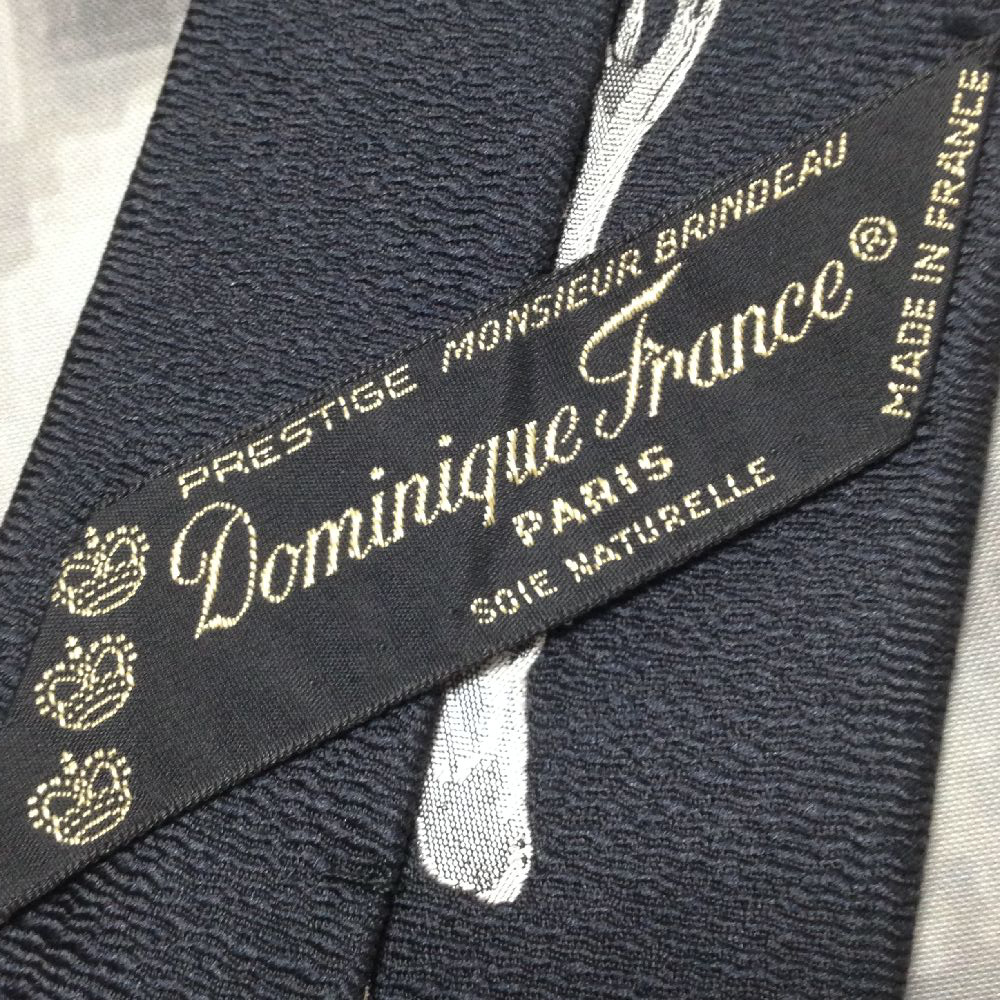 PRESTIGE MONSIEUR BRINDEAU
Dominique France®
PARIS
SOIE NATURELLE
MADE IN FRANCE